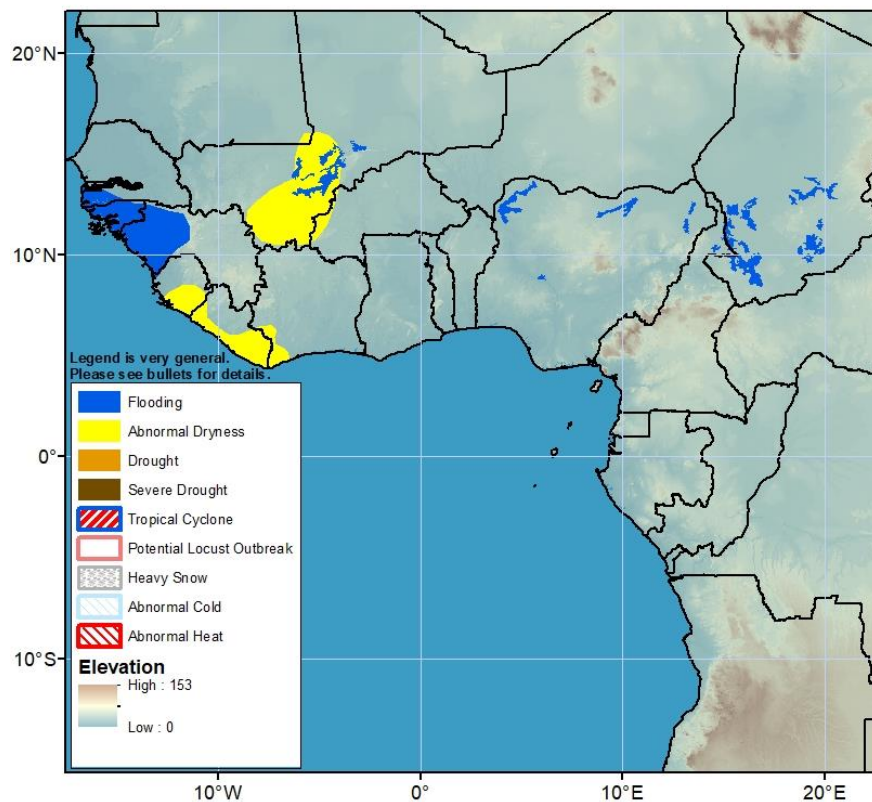 20°N
10°N
0°
10°S
Legend is very general.
Please see bullets for details.
Flooding
Abnormal Dryness
Drought
Severe Drought
Tropical Cyclone
Potential Locust Outbreak
Heavy Snow
Abnormal Cold
Abnormal Heat
Elevation
High : 153
Low : 0
10°W
0°
10°E
20°E